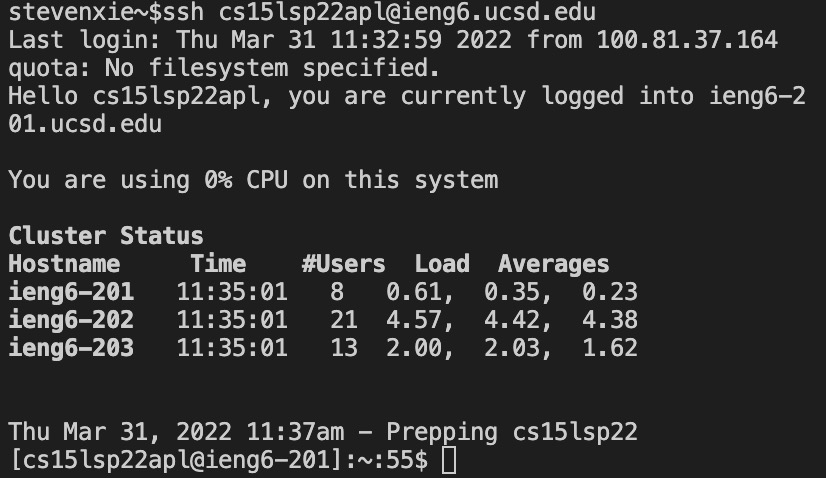 stevenxie~$ssh cs15lsp22apl@ieng6.ucsd.edu
Last login: Thu Mar 31 11:32:59 2022 from 100.81.37.164
quota: No filesystem specified.
Hello cs15lsp22apl, you are currently logged into ieng6-2
01.ucsd.edu
You are using 0% CPU on this system
Cluster Status
Hostname     Time    #Users  Load  Averages
ieng6-201   11:35:01   8   0.61,  0.35,  0.23
ieng6-202   11:35:01   21  4.57,  4.42,  4.38
ieng6-203   11:35:01   13  2.00,  2.03,  1.62
Thu Mar 31, 2022 11:37am - Prepping cs15lsp22
[cs15lsp22apl@ieng6-201]:~:55$